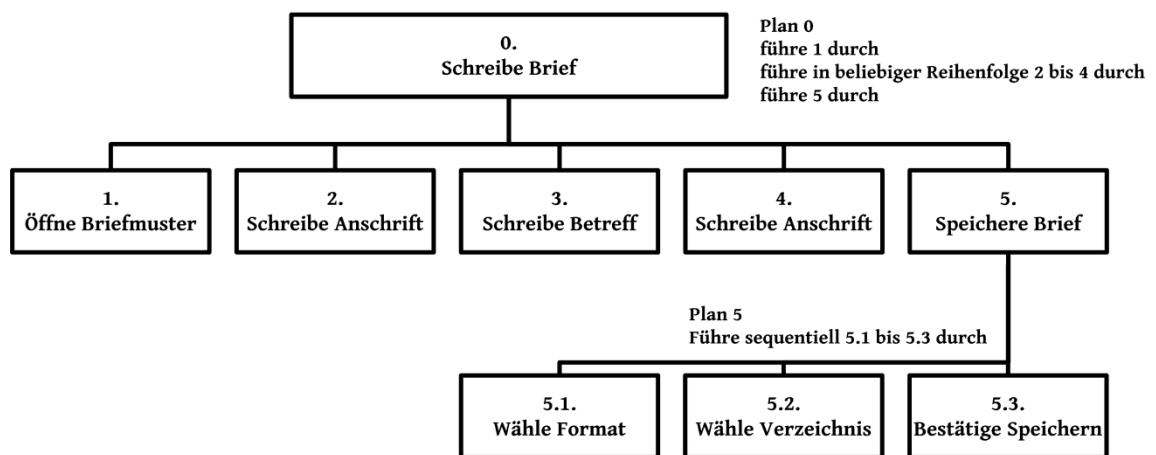 0.
Schreibe Brief
Plan 0
führe 1 durch
führe in beliebiger Reihenfolge 2 bis 4 durch
führe 5 durch
1.
Öffne Briefmuster
2.
Schreibe Anschrift
3.
Schreibe Betreff
4.
Schreibe Anschrift
5.
Speichere Brief
Plan 5
Führe sequentiell 5.1 bis 5.3 durch
5.1.
Wähle Format
5.2.
Wähle Verzeichnis
5.3.
Bestätige Speichern